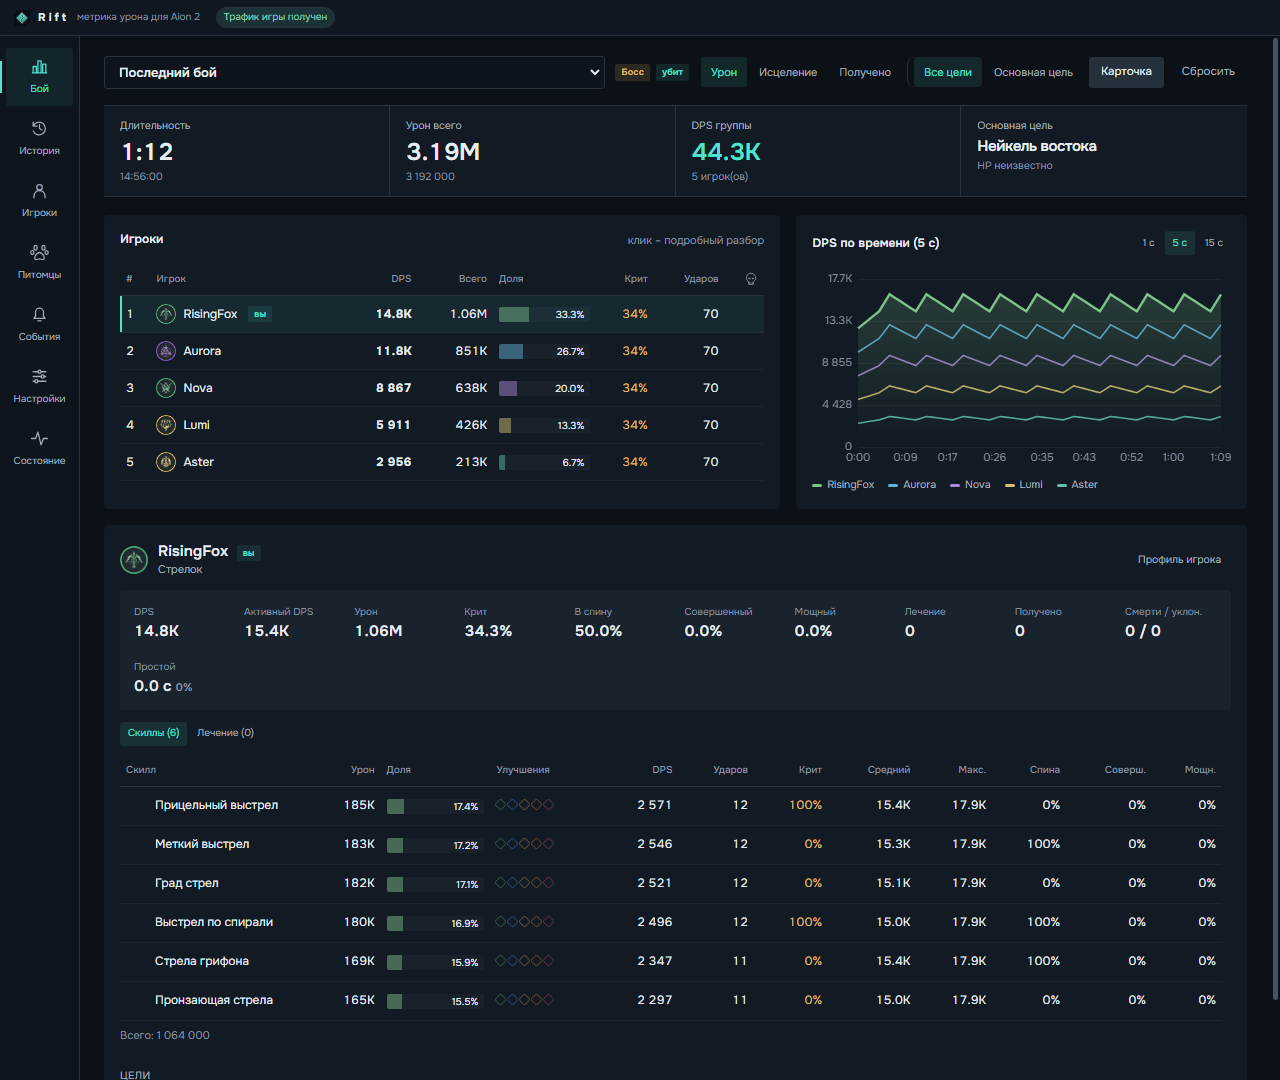 Rift метрика урона для Aion 2 Трафик игры получен
Бой
История
Игроки
Питомцы
События
Настройки
Состояние
Последний бой Босс убит Урон Исцеление Получено Все цели Основная цель Карточка Сбросить
Длительность
1:12
14:56:00
Урон всего
3.19M
3 192 000
DPS группы
44.3K
5 игрок(ов)
Основная цель
Нейкель востока
HP неизвестно
Игроки клик – подробный разбор
# Игрок DPS Всего Доля Крит Ударов
1 RisingFox вы 14.8K 1.06M 33.3% 34% 70
2 Aurora 11.8K 851K 26.7% 34% 70
3 Nova 8 867 638K 20.0% 34% 70
4 Lumi 5 911 426K 13.3% 34% 70
5 Aster 2 956 213K 6.7% 34% 70
DPS по времени (5 с) 1 с 5 с 15 с
17.7K
13.3K
8 855
4 428
0
0:00 0:09 0:17 0:26 0:35 0:43 0:52 1:00 1:09
RisingFox Aurora Nova Lumi Aster
RisingFox вы
Стрелок
Профиль игрока
DPS Активный DPS Урон Крит В спину Совершенный Мощный Лечение Получено Смерти / уклон.
14.8K 15.4K 1.06M 34.3% 50.0% 0.0% 0.0% 0 0 0 / 0
Простой
0.0 с 0%
Скиллы (6) Лечение (0)
Скилл Урон Доля Улучшения DPS Ударов Крит Средний Макс. Спина Соверш. Мощн.
Прицельный выстрел 185K 17.4% 2 571 12 100% 15.4K 17.9K 0% 0% 0%
Меткий выстрел 183K 17.2% 2 546 12 0% 15.3K 17.9K 100% 0% 0%
Град стрел 182K 17.1% 2 521 12 0% 15.1K 17.9K 0% 0% 0%
Выстрел по спирали 180K 16.9% 2 496 12 100% 15.0K 17.9K 100% 0% 0%
Стрела грифона 169K 15.9% 2 347 11 0% 15.4K 17.9K 100% 0% 0%
Пронзающая стрела 165K 15.5% 2 297 11 0% 15.0K 17.9K 0% 0% 0%
Всего: 1 064 000
ЦЕЛИ